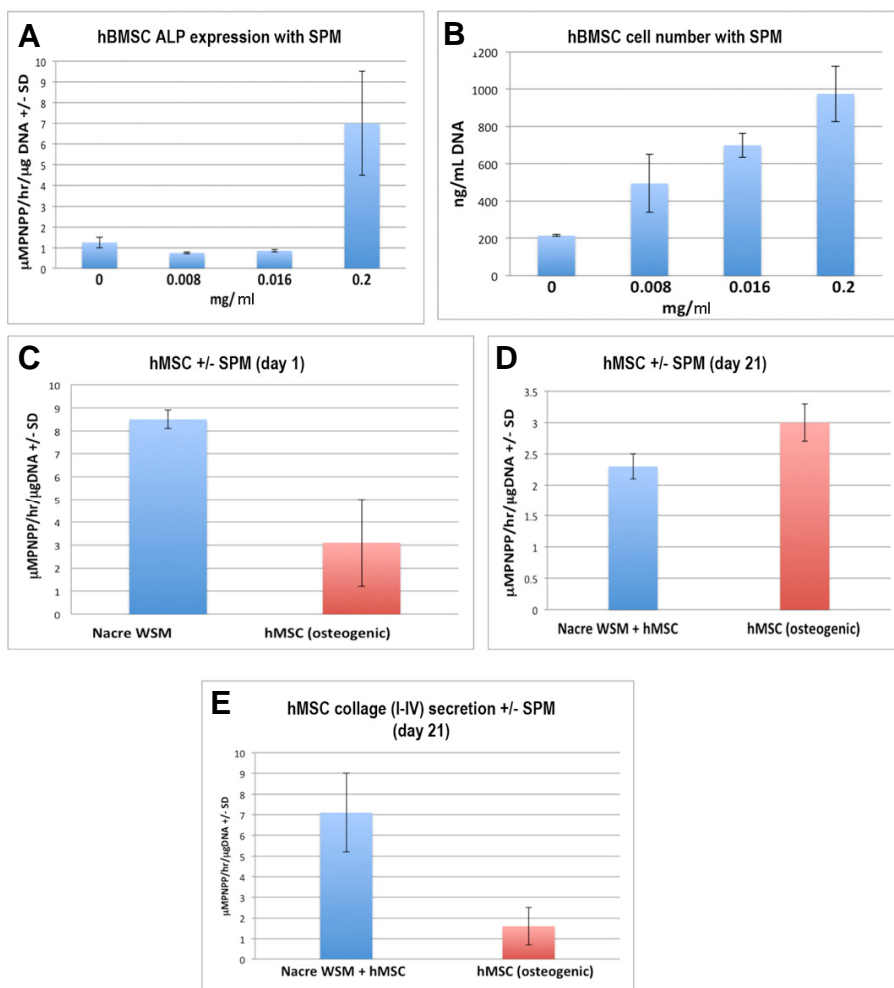 A
hBMSC ALP expression with SPM
µMPNPP/hr/µg DNA +/- SD
10
9
8
7
6
5
4
3
2
1
0
0 0.008 0.016 0.2
mg/ml
B
hBMSC cell number with SPM
ng/mL DNA
1200
1000
800
600
400
200
0
0 0.008 0.016 0.2
mg/ml
C
hMSC +/- SPM (day 1)
µMPNPP/hr/µgDNA +/- SD
10
9
8
7
6
5
4
3
2
1
0
Nacre WSM hMSC (osteogenic)
D
hMSC +/- SPM (day 21)
µMPNPP/hr/µgDNA +/- SD
3.5
3
2.5
2
1.5
1
0.5
0
Nacre WSM + hMSC hMSC (osteogenic)
E
hMSC collage (I-IV) secretion +/- SPM
(day 21)
µMPNPP/hr/µgDNA +/- SD
10
9
8
7
6
5
4
3
2
1
0
Nacre WSM + hMSC hMSC (osteogenic)